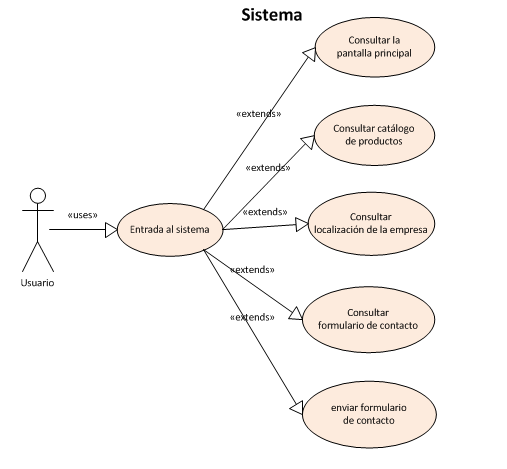 Sistema
Consultar la
pantalla principal
«extends»
Consultar catálogo
de productos
«extends»
«uses»
Entrada al sistema
«extends»
Consultar
localización de la empresa
Usuario
«extends»
Consultar
formulario de contacto
«extends»
enviar formulario
de contacto